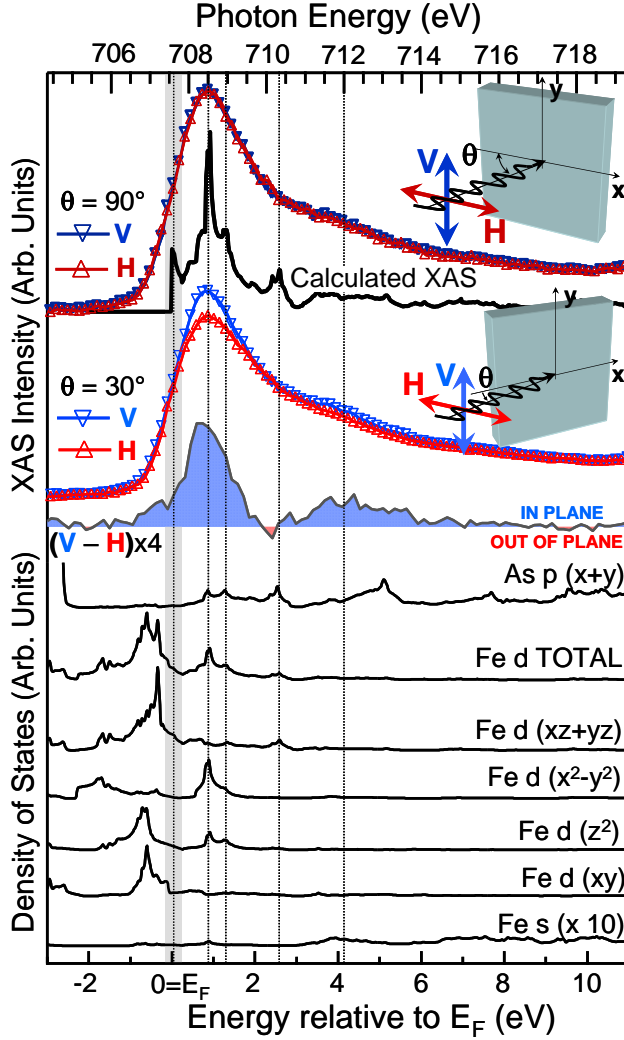 Photon Energy (eV)
706 708 710 712 714 716 718
XAS Intensity (Arb. Units)
θ = 90°
V
H
Calculated XAS
y
V
θ
x
H
θ = 30°
V
H
y
V
H
θ
x
(V – H)x4
IN PLANE
OUT OF PLANE
Density of States (Arb. Units)
As p (x+y)
Fe d TOTAL
Fe d (xz+yz)
Fe d (x²-y²)
Fe d (z²)
Fe d (xy)
Fe s (x 10)
-2 0=E_F 2 4 6 8 10
Energy relative to E_F (eV)